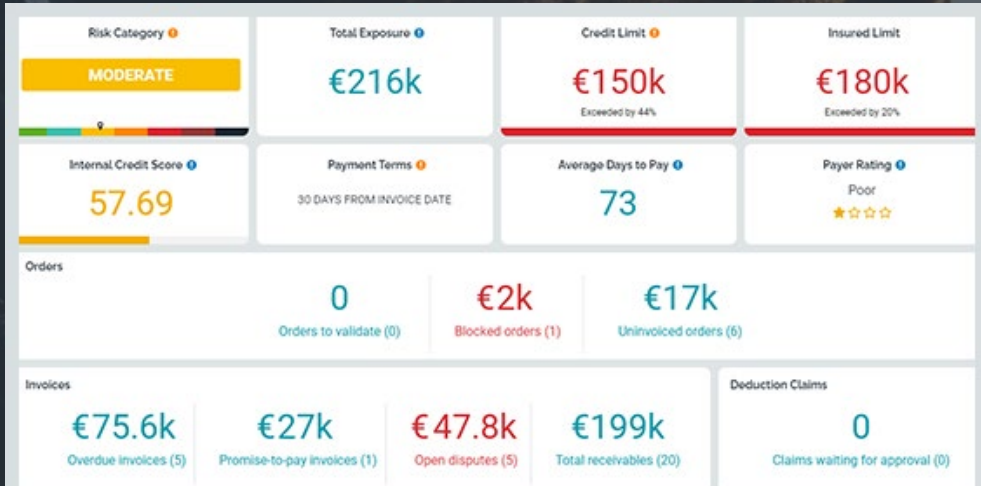 Risk Category
Total Exposure
Credit Limit
Insured Limit
MODERATE
€216k
€150k
€180k
Exceeded by 44%
Exceeded by 20%
Internal Credit Score
Payment Terms
Average Days to Pay
Payer Rating
57.69
30 DAYS FROM INVOICE DATE
73
Poor
Orders
0
€2k
€17k
Orders to validate (0)
Blocked orders (1)
Uninvoiced orders (6)
Invoices
Deduction Claims
€75.6k
€27k
€47.8k
€199k
0
Overdue invoices (5)
Promise-to-pay invoices (1)
Open disputes (5)
Total receivables (20)
Claims waiting for approval (0)